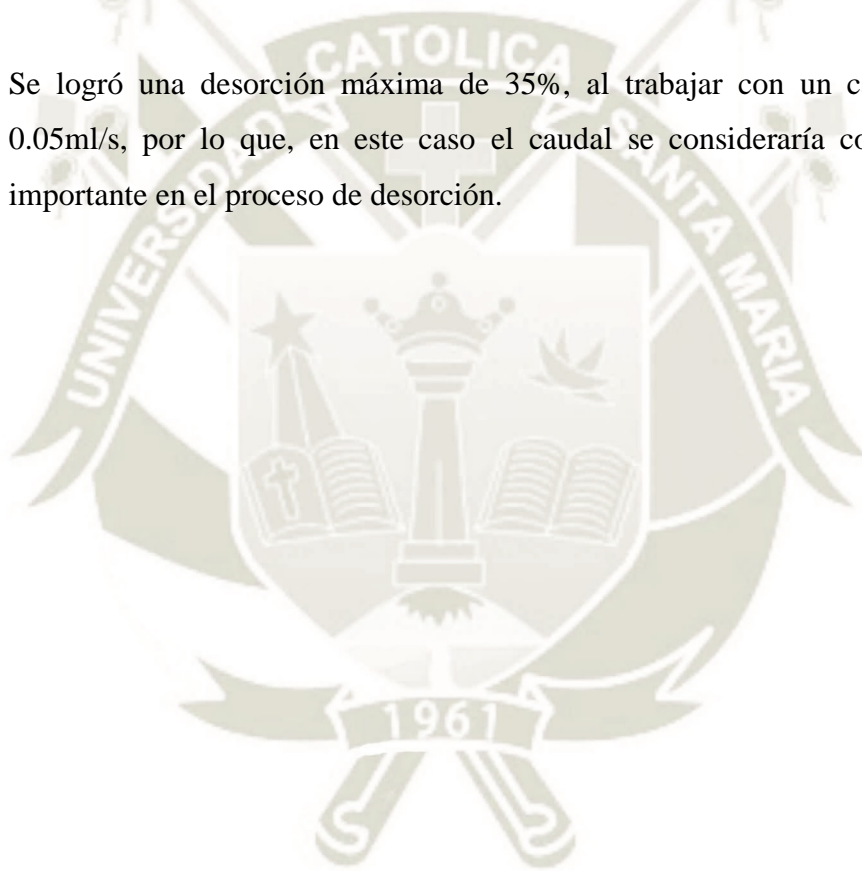 CATOLICA
Se logró una desorción máxima de 35%, al trabajar con un c
0.05ml/s, por lo que, en este caso el caudal se consideraría co
importante en el proceso de desorción.
UNIVERSIDAD
SANTA MARIA
1961